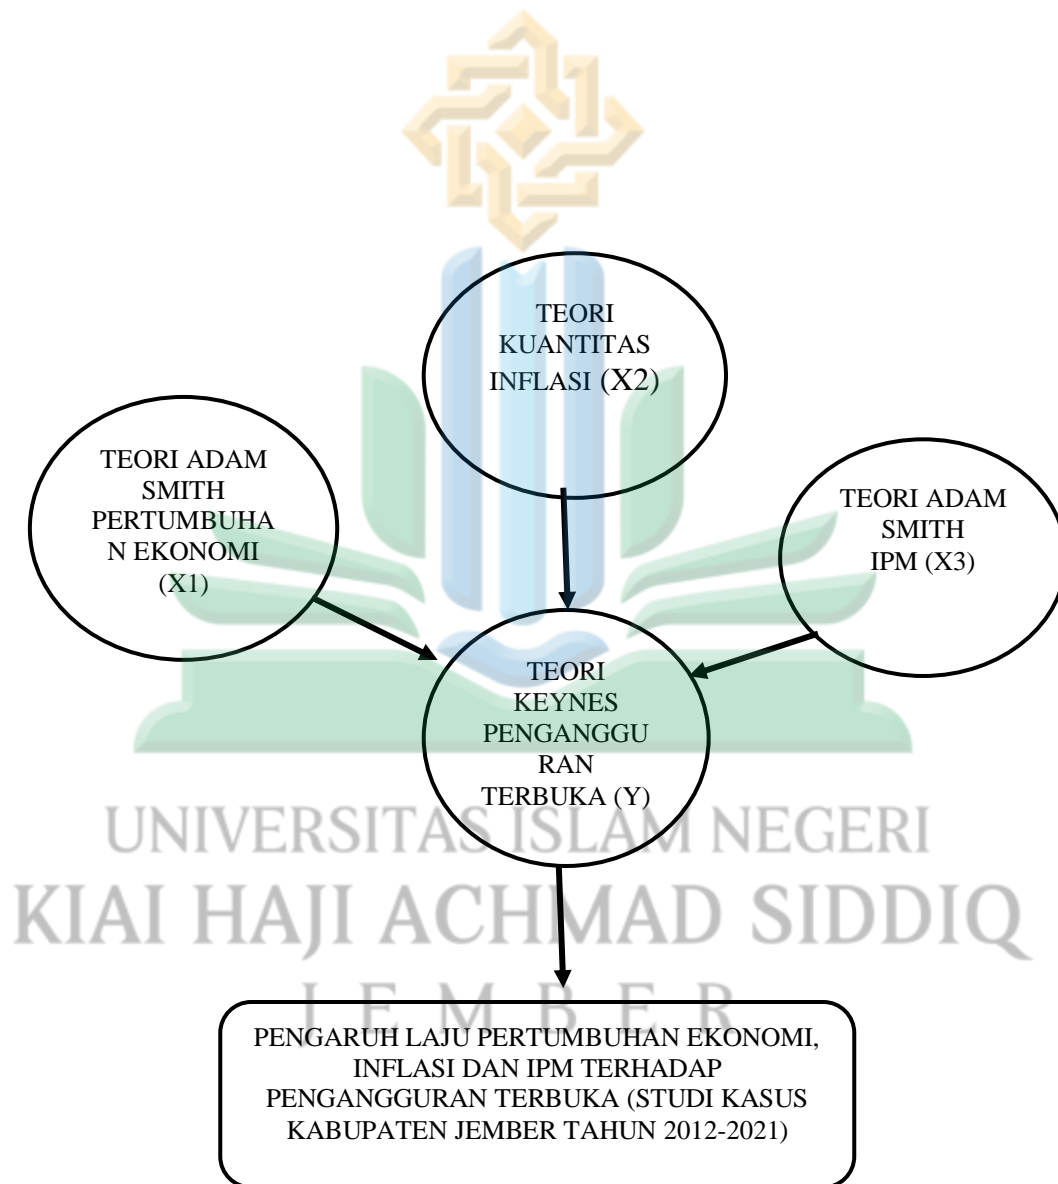 TEORI
KUANTITAS
INFLASI (X2)
TEORI ADAM
SMITH
PERTUMBUHA
N EKONOMI
(X1)
TEORI ADAM
SMITH
IPM (X3)
TEORI
KEYNES
PENGANGGU
RAN
TERBUKA (Y)
UNIVERSITAS ISLAM NEGERI
KIAI HAJI ACHMAD SIDDIQ
JEMBER
PENGARUH LAJU PERTUMBUHAN EKONOMI,
INFLASI DAN IPM TERHADAP
PENGANGGURAN TERBUKA (STUDI KASUS
KABUPATEN JEMBER TAHUN 2012-2021)